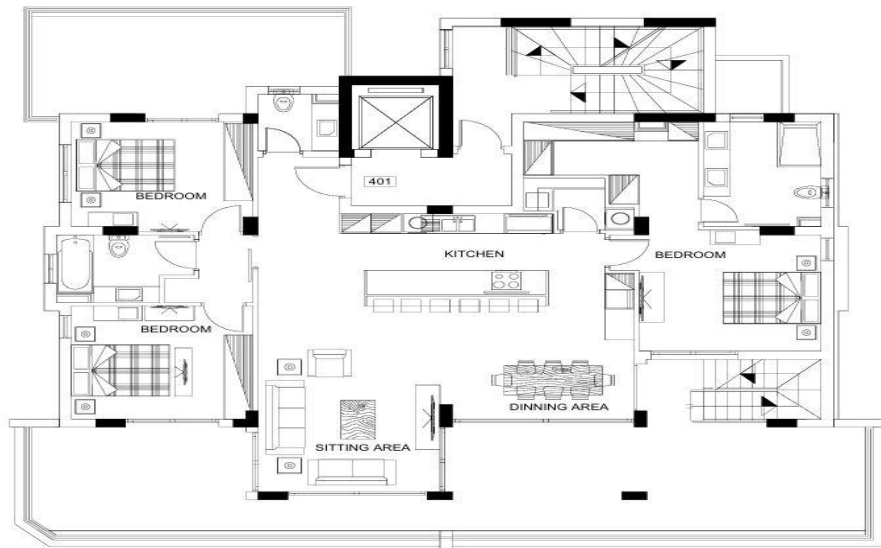 BEDROOM
401
KITCHEN
BEDROOM
BEDROOM
DINNING AREA
SITTING AREA